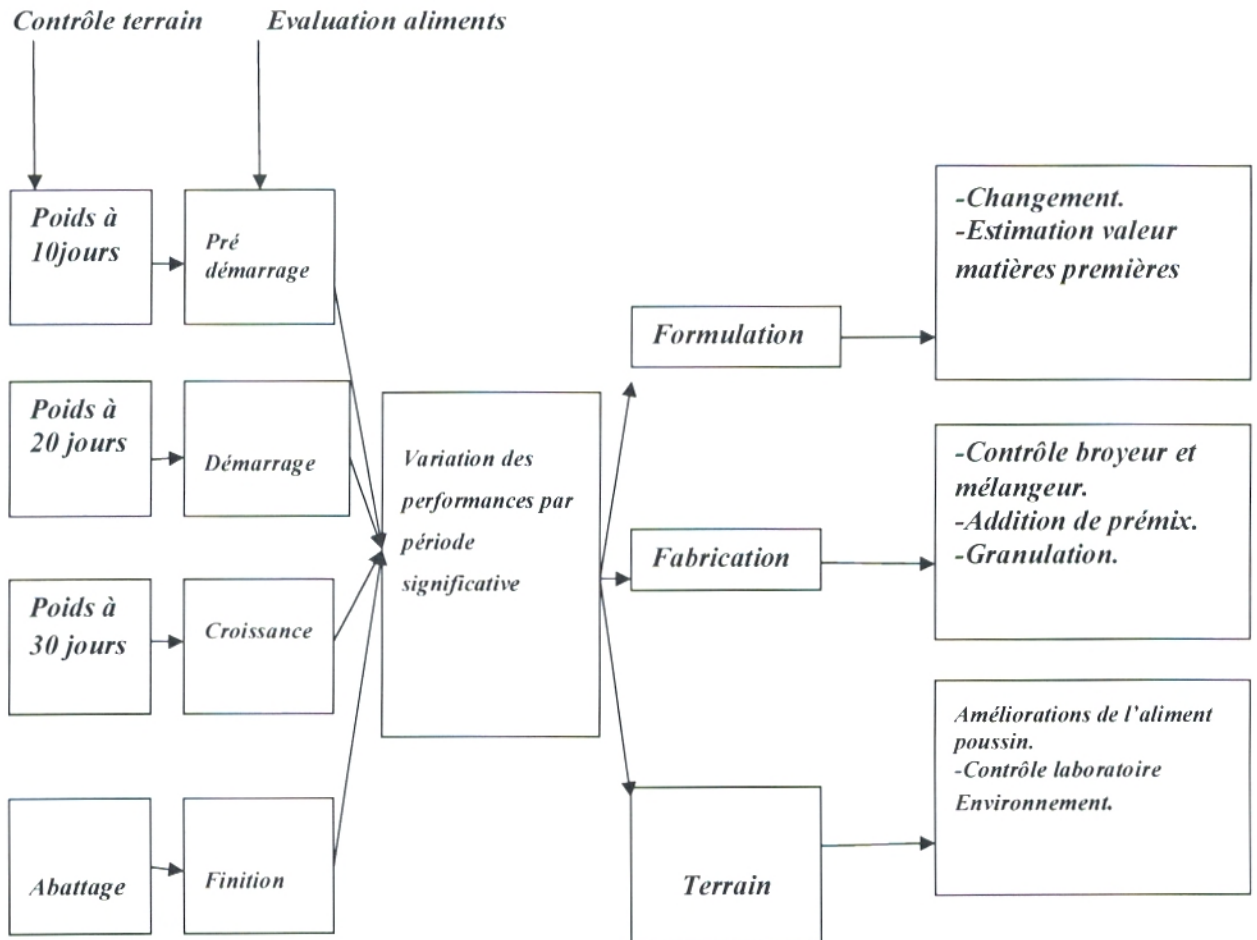 Contrôle terrain
Evaluation aliments
Poids à
10jours
Pré
démarrage
Poids à
20 jours
Démarrage
Poids à
30 jours
Croissance
Abattage
Finition
Variation des
performances par
période
significative
Formulation
Fabrication
Terrain
-Changement.
-Estimation valeur
matières premières
-Contrôle broyeur et
mélangeur.
-Addition de prémix.
-Granulation.
Améliorations de l'aliment
poussin.
-Contrôle laboratoire
Environnement.